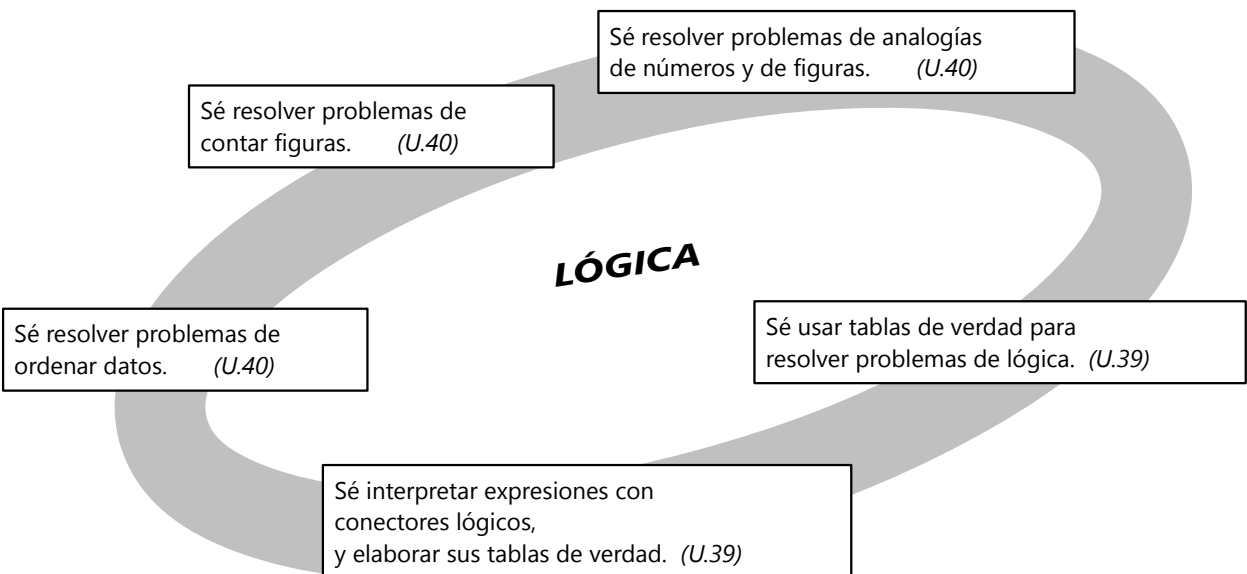 Sé resolver problemas de analogías
de números y de figuras. (U.40)
Sé resolver problemas de
contar figuras. (U.40)
LÓGICA
Sé resolver problemas de
ordenar datos. (U.40)
Sé usar tablas de verdad para
resolver problemas de lógica. (U.39)
Sé interpretar expresiones con
conectores lógicos,
y elaborar sus tablas de verdad. (U.39)